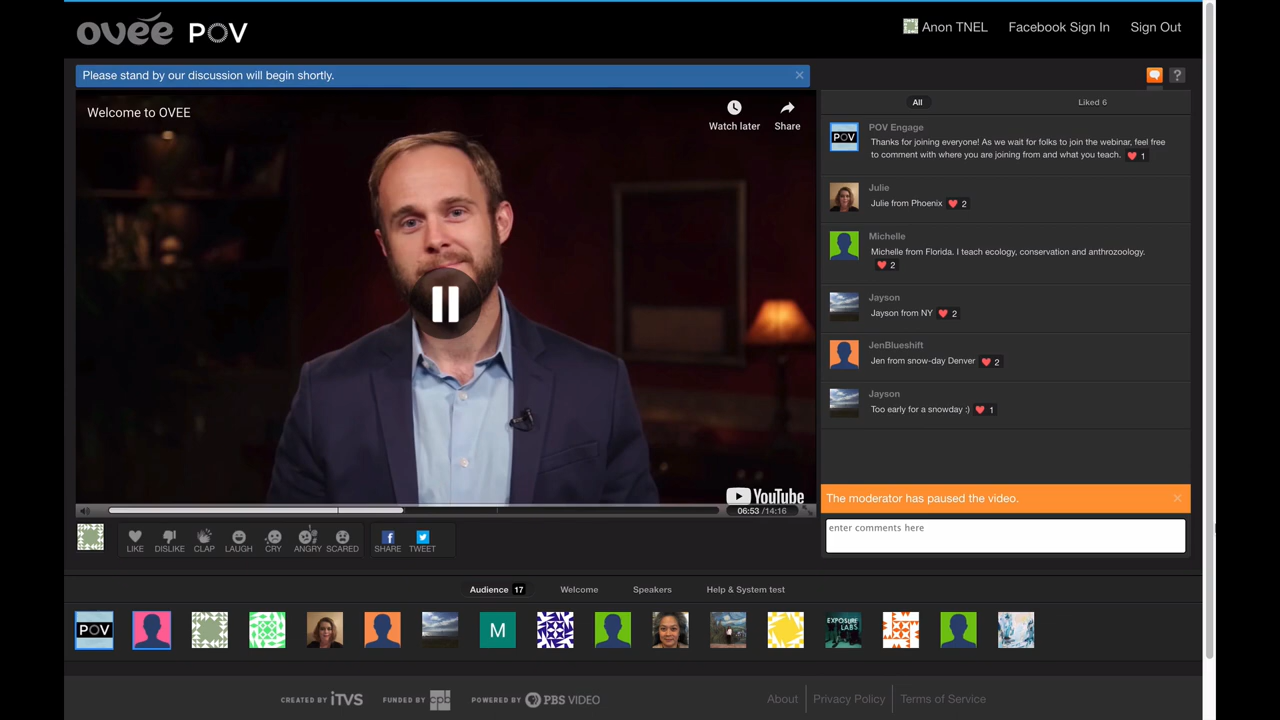 ovee POV
Anon TNEL
Facebook Sign In
Sign Out
Please stand by our discussion will begin shortly.
Welcome to OVEE
Watch later
Share
YouTube
06:53 /14:16
LIKE
DISLIKE
CLAP
LAUGH
CRY
ANGRY
SCARED
SHARE
TWEET
?
All
Liked 6
POV
POV Engage
Thanks for joining everyone! As we wait for folks to join the webinar, feel free
to comment with where you are joining from and what you teach. 1
Julie
Julie from Phoenix 2
Michelle
Michelle from Florida. I teach ecology, conservation and anthrozoology.
2
Jayson
Jayson from NY 2
JenBlueshift
Jen from snow-day Denver 2
Jayson
Too early for a snowday :) 1
The moderator has paused the video.
enter comments here
Audience 17
Welcome
Speakers
Help & System test
POV
M
EXPOSURE
LABS
CREATED BY iTVS
FUNDED BY cpb
POWERED BY PBS VIDEO
About
Privacy Policy
Terms of Service